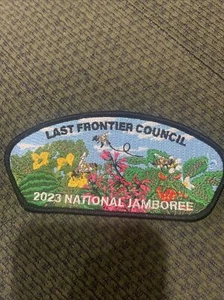 LAST FRONTIER COUNCIL
2023 NATIONAL JAMBOREE